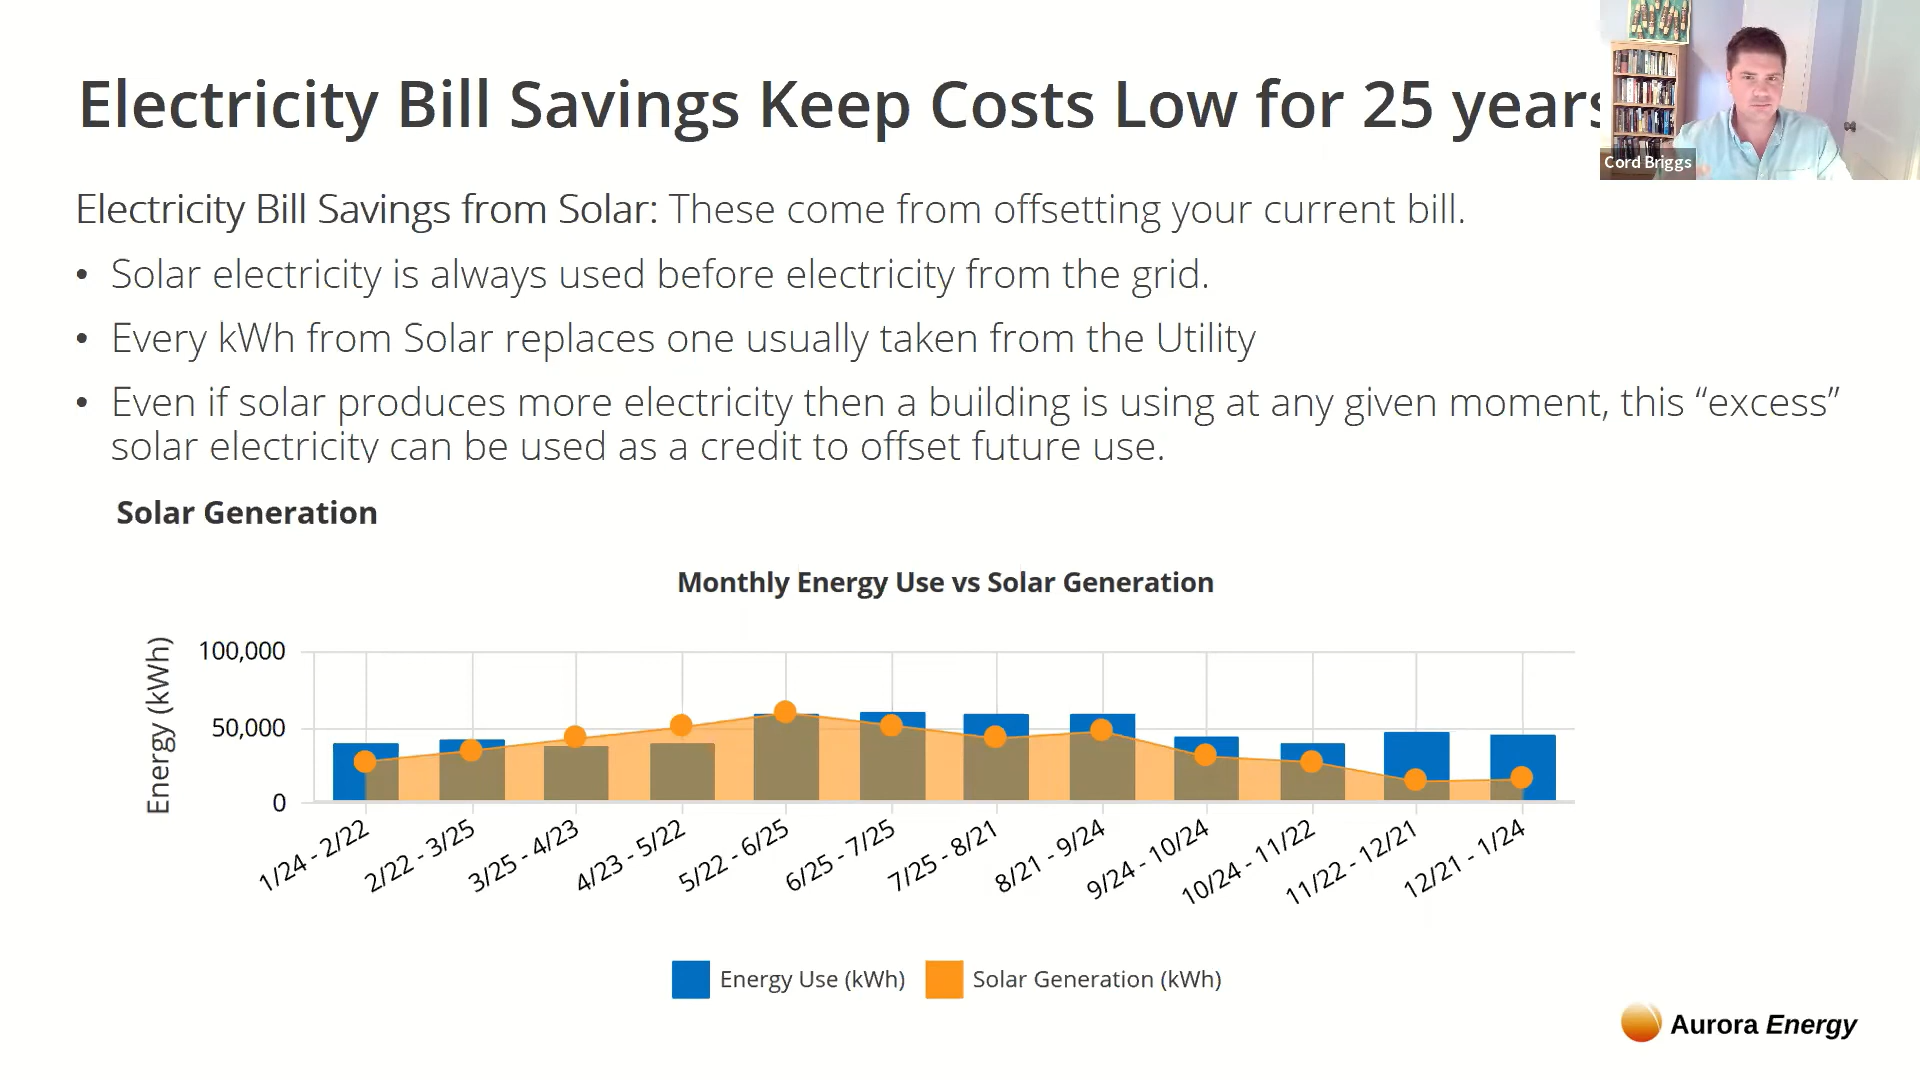 Electricity Bill Savings Keep Costs Low for 25 years
Cord Briggs
Electricity Bill Savings from Solar: These come from offsetting your current bill.
• Solar electricity is always used before electricity from the grid.
• Every kWh from Solar replaces one usually taken from the Utility
• Even if solar produces more electricity then a building is using at any given moment, this “excess”
solar electricity can be used as a credit to offset future use.
Solar Generation
Monthly Energy Use vs Solar Generation
Energy (kWh)
100,000
50,000
0
1/24 - 2/22
2/22 - 3/25
3/25 - 4/23
4/23 - 5/22
5/22 - 6/25
6/25 - 7/25
7/25 - 8/21
8/21 - 9/24
9/24 - 10/24
10/24 - 11/22
11/22 - 12/21
12/21 - 1/24
Energy Use (kWh)
Solar Generation (kWh)
Aurora Energy